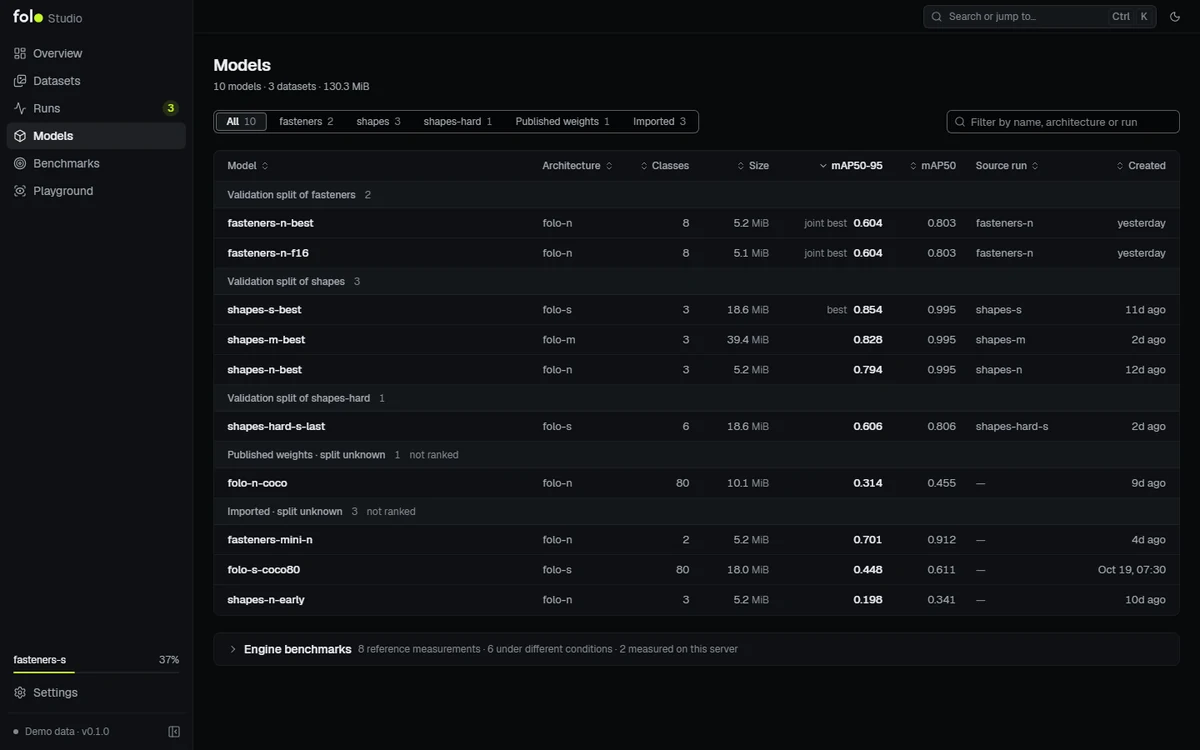 folo Studio
Search or jump to... Ctrl K
Overview
Datasets
Runs 3
Models
Benchmarks
Playground
Models
10 models · 3 datasets · 130.3 MiB
All 10 fasteners 2 shapes 3 shapes-hard 1 Published weights 1 Imported 3
Filter by name, architecture or run
Model Architecture Classes Size mAP50-95 mAP50 Source run Created
Validation split of fasteners 2
fasteners-n-best folo-n 8 5.2 MiB joint best 0.604 0.803 fasteners-n yesterday
fasteners-n-f16 folo-n 8 5.1 MiB joint best 0.604 0.803 fasteners-n yesterday
Validation split of shapes 3
shapes-s-best folo-s 3 18.6 MiB best 0.854 0.995 shapes-s 11d ago
shapes-m-best folo-m 3 39.4 MiB 0.828 0.995 shapes-m 2d ago
shapes-n-best folo-n 3 5.2 MiB 0.794 0.995 shapes-n 12d ago
Validation split of shapes-hard 1
shapes-hard-s-last folo-s 6 18.6 MiB 0.606 0.806 shapes-hard-s 2d ago
Published weights · split unknown 1 not ranked
folo-n-coco folo-n 80 10.1 MiB 0.314 0.455 — 9d ago
Imported · split unknown 3 not ranked
fasteners-mini-n folo-n 2 5.2 MiB 0.701 0.912 — 4d ago
folo-s-coco80 folo-s 80 18.0 MiB 0.448 0.611 — Oct 19, 07:30
shapes-n-early folo-n 3 5.2 MiB 0.198 0.341 — 10d ago
Engine benchmarks 8 reference measurements · 6 under different conditions · 2 measured on this server
fasteners-s 37%
Settings
Demo data · v0.1.0